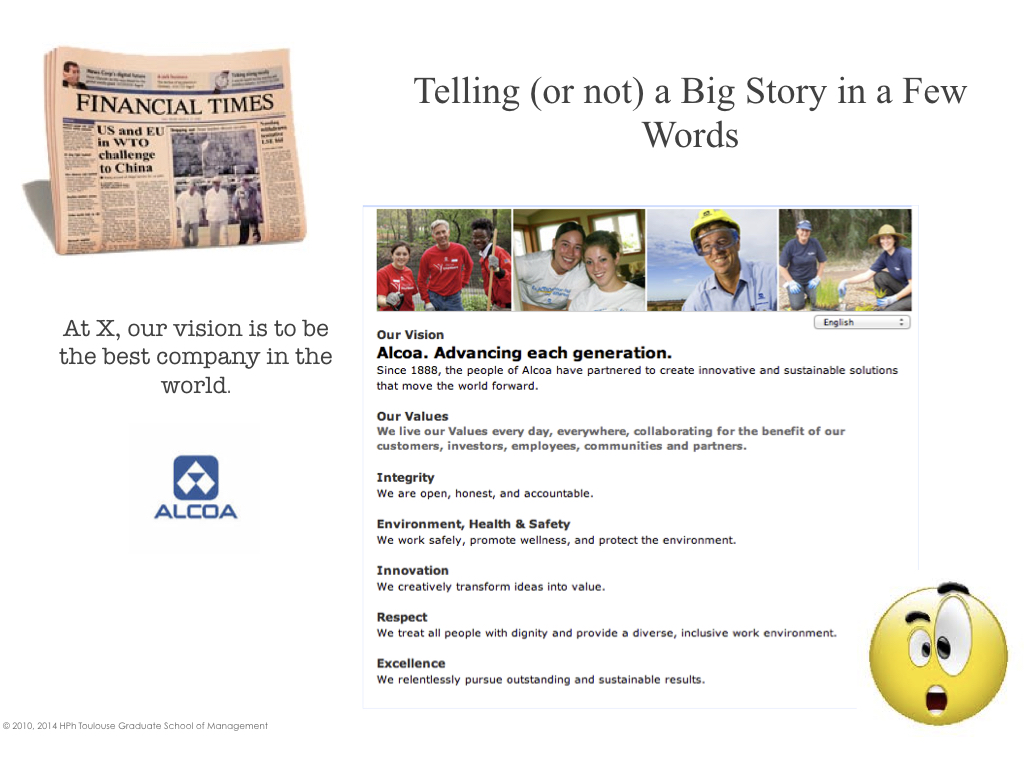 Telling (or not) a Big Story in a Few
Words
News Corp's digital future
FINANCIAL TIMES
US and EU
in WTO
challenge
to China
At X, our vision is to be
the best company in the
world.
ALCOA
English
Our Vision
Alcoa. Advancing each generation.
Since 1888, the people of Alcoa have partnered to create innovative and sustainable solutions
that move the world forward.
Our Values
We live our Values every day, everywhere, collaborating for the benefit of our
customers, investors, employees, communities and partners.
Integrity
We are open, honest, and accountable.
Environment, Health & Safety
We work safely, promote wellness, and protect the environment.
Innovation
We creatively transform ideas into value.
Respect
We treat all people with dignity and provide a diverse, inclusive work environment.
Excellence
We relentlessly pursue outstanding and sustainable results.
© 2010, 2014 HPh Toulouse Graduate School of Management